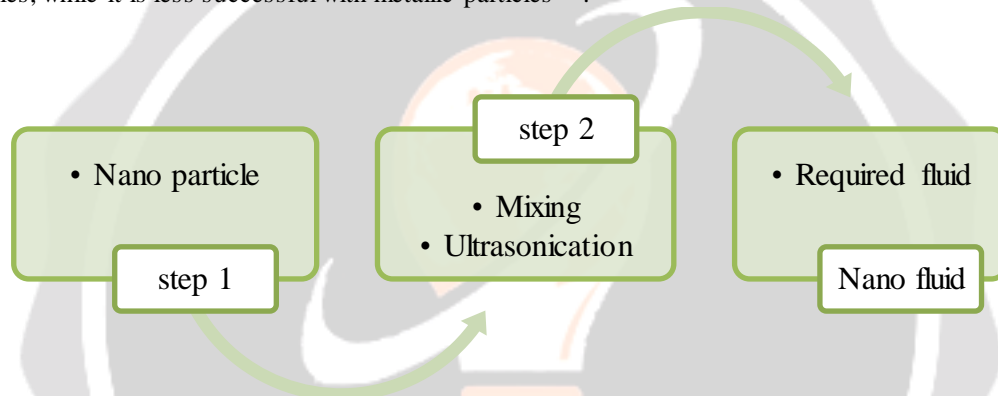 while it is less successful with metallic particles
step 2
• Nano particle
• Required fluid
• Mixing
• Ultrasonication
step 1
Nano fluid